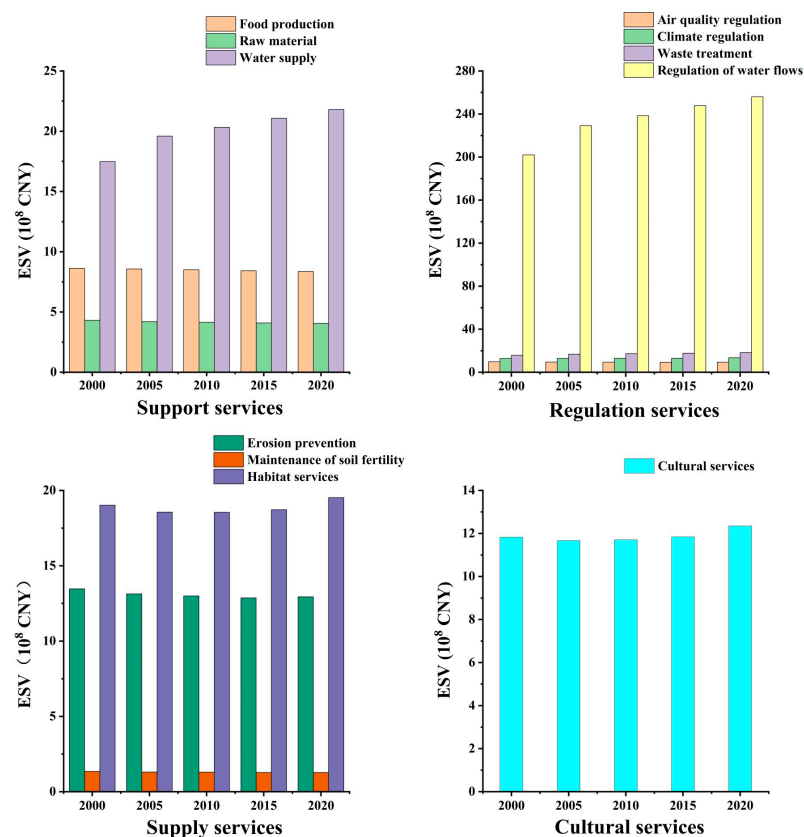 Food production
Raw material
Water supply
25
20
15
10
5
0
ESV (10⁸ CNY)
2000 2005 2010 2015 2020
Support services
Air quality regulation
Climate regulation
Waste treatment
Regulation of water flows
280
240
200
160
120
80
40
0
ESV (10⁸ CNY)
2000 2005 2010 2015 2020
Regulation services
Erosion prevention
Maintenance of soil fertility
Habitat services
20
15
10
5
0
ESV（10⁸ CNY）
2000 2005 2010 2015 2020
Supply services
Cultural services
14
12
10
8
6
4
2
0
ESV (10⁸ CNY)
2000 2005 2010 2015 2020
Cultural services